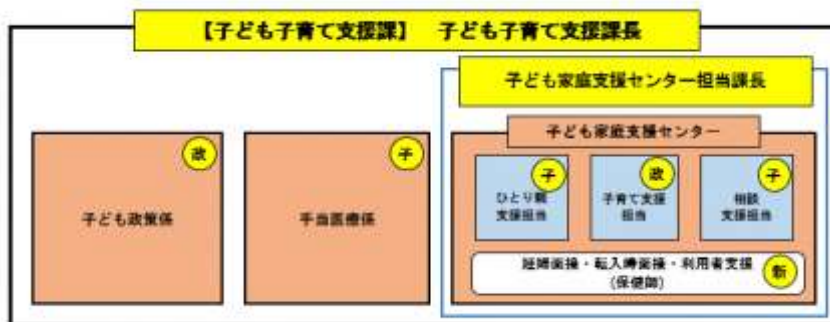 【子ども子育て支援課】 子ども子育て支援課長
子ども家庭支援センター担当課長
子ども家庭支援センター
政
子ども政策係
子
手当医療係
子
ひとり親
支援担当
政
子育て支援
担当
子
相談
支援担当
妊婦面接・転入時面接・利用者支援
(保健師)
新